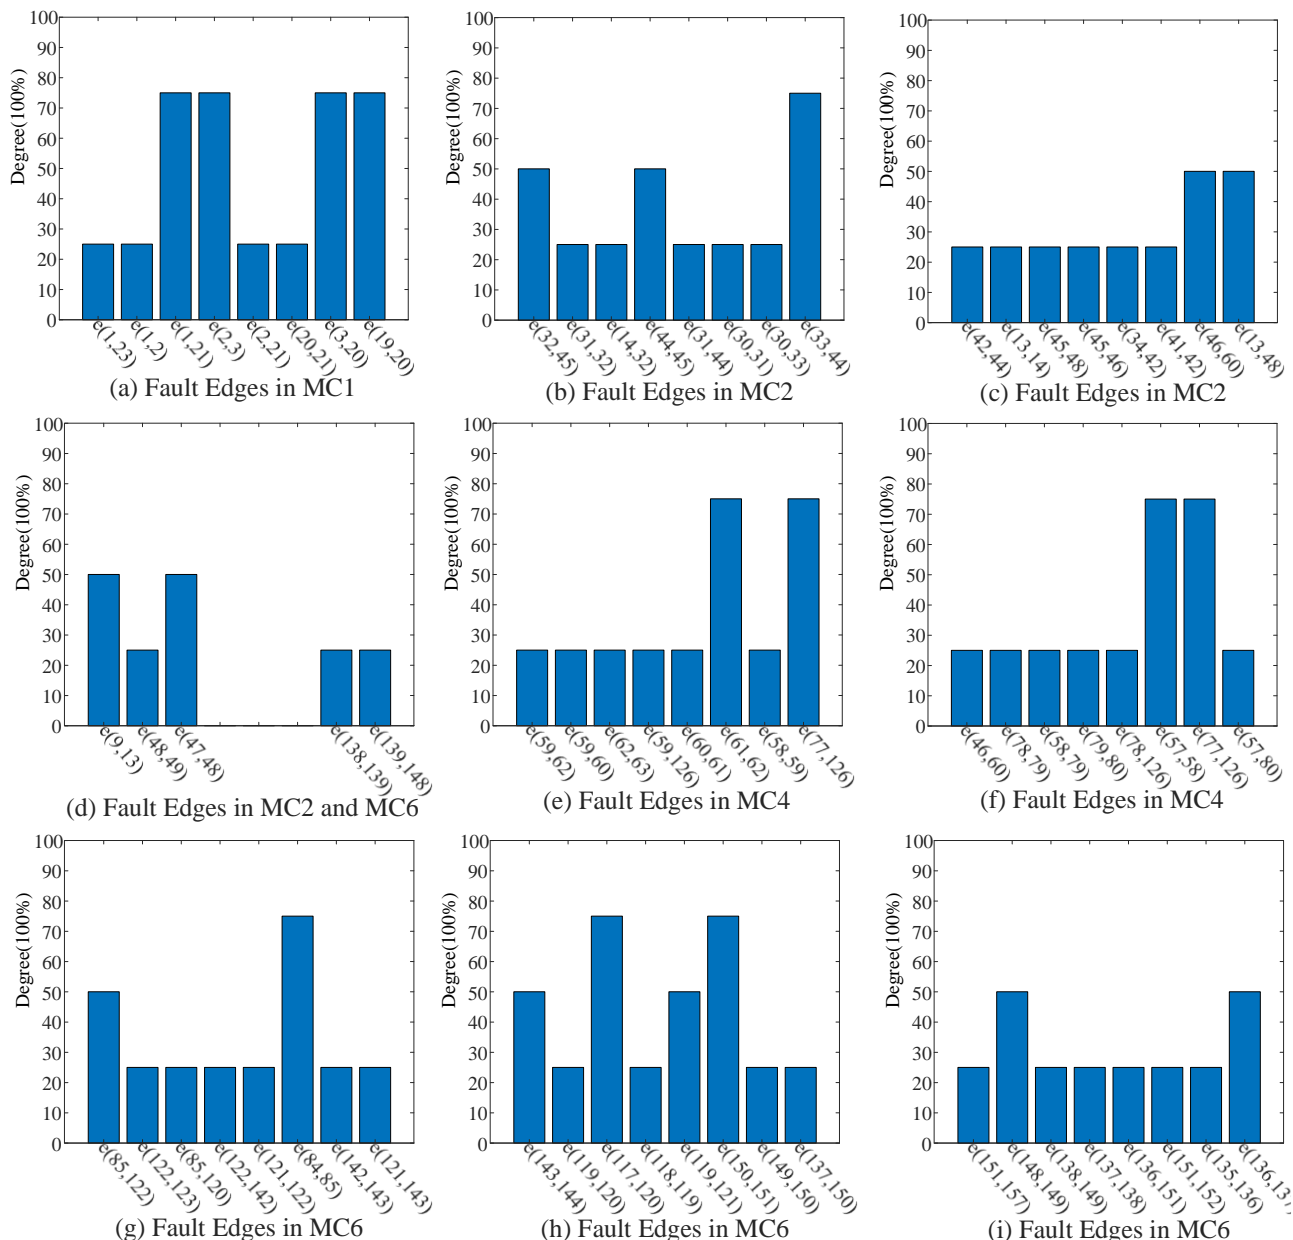 Degree(100%)
100
90
80
70
60
50
40
30
20
10
0
e(1,23)
e(1,2)
e(1,21)
e(2,3)
e(2,21)
e(20,21)
e(3,20)
e(19,20)
(a) Fault Edges in MC1
Degree(100%)
100
90
80
70
60
50
40
30
20
10
0
e(32,45)
e(31,32)
e(14,32)
e(44,45)
e(31,44)
e(30,31)
e(30,33)
e(33,44)
(b) Fault Edges in MC2
Degree(100%)
100
90
80
70
60
50
40
30
20
10
0
e(42,44)
e(13,14)
e(45,48)
e(45,46)
e(34,42)
e(41,42)
e(46,60)
e(13,48)
(c) Fault Edges in MC2
Degree(100%)
100
90
80
70
60
50
40
30
20
10
0
e(9,13)
e(48,49)
e(47,48)
e(138,139)
e(139,148)
(d) Fault Edges in MC2 and MC6
Degree(100%)
100
90
80
70
60
50
40
30
20
10
0
e(59,62)
e(59,60)
e(62,63)
e(59,126)
e(60,61)
e(61,62)
e(58,59)
e(77,126)
(e) Fault Edges in MC4
Degree(100%)
100
90
80
70
60
50
40
30
20
10
0
e(46,60)
e(78,79)
e(58,79)
e(79,80)
e(78,126)
e(57,58)
e(77,126)
e(57,80)
(f) Fault Edges in MC4
Degree(100%)
100
90
80
70
60
50
40
30
20
10
0
e(85,122)
e(122,123)
e(85,120)
e(122,142)
e(121,122)
e(84,85)
e(142,143)
e(121,143)
(g) Fault Edges in MC6
Degree(100%)
100
90
80
70
60
50
40
30
20
10
0
e(143,144)
e(119,120)
e(117,120)
e(118,119)
e(119,121)
e(150,151)
e(149,150)
e(137,150)
(h) Fault Edges in MC6
Degree(100%)
100
90
80
70
60
50
40
30
20
10
0
e(151,157)
e(148,149)
e(138,149)
e(137,138)
e(136,151)
e(151,152)
e(135,136)
e(136,137)
(i) Fault Edges in MC6